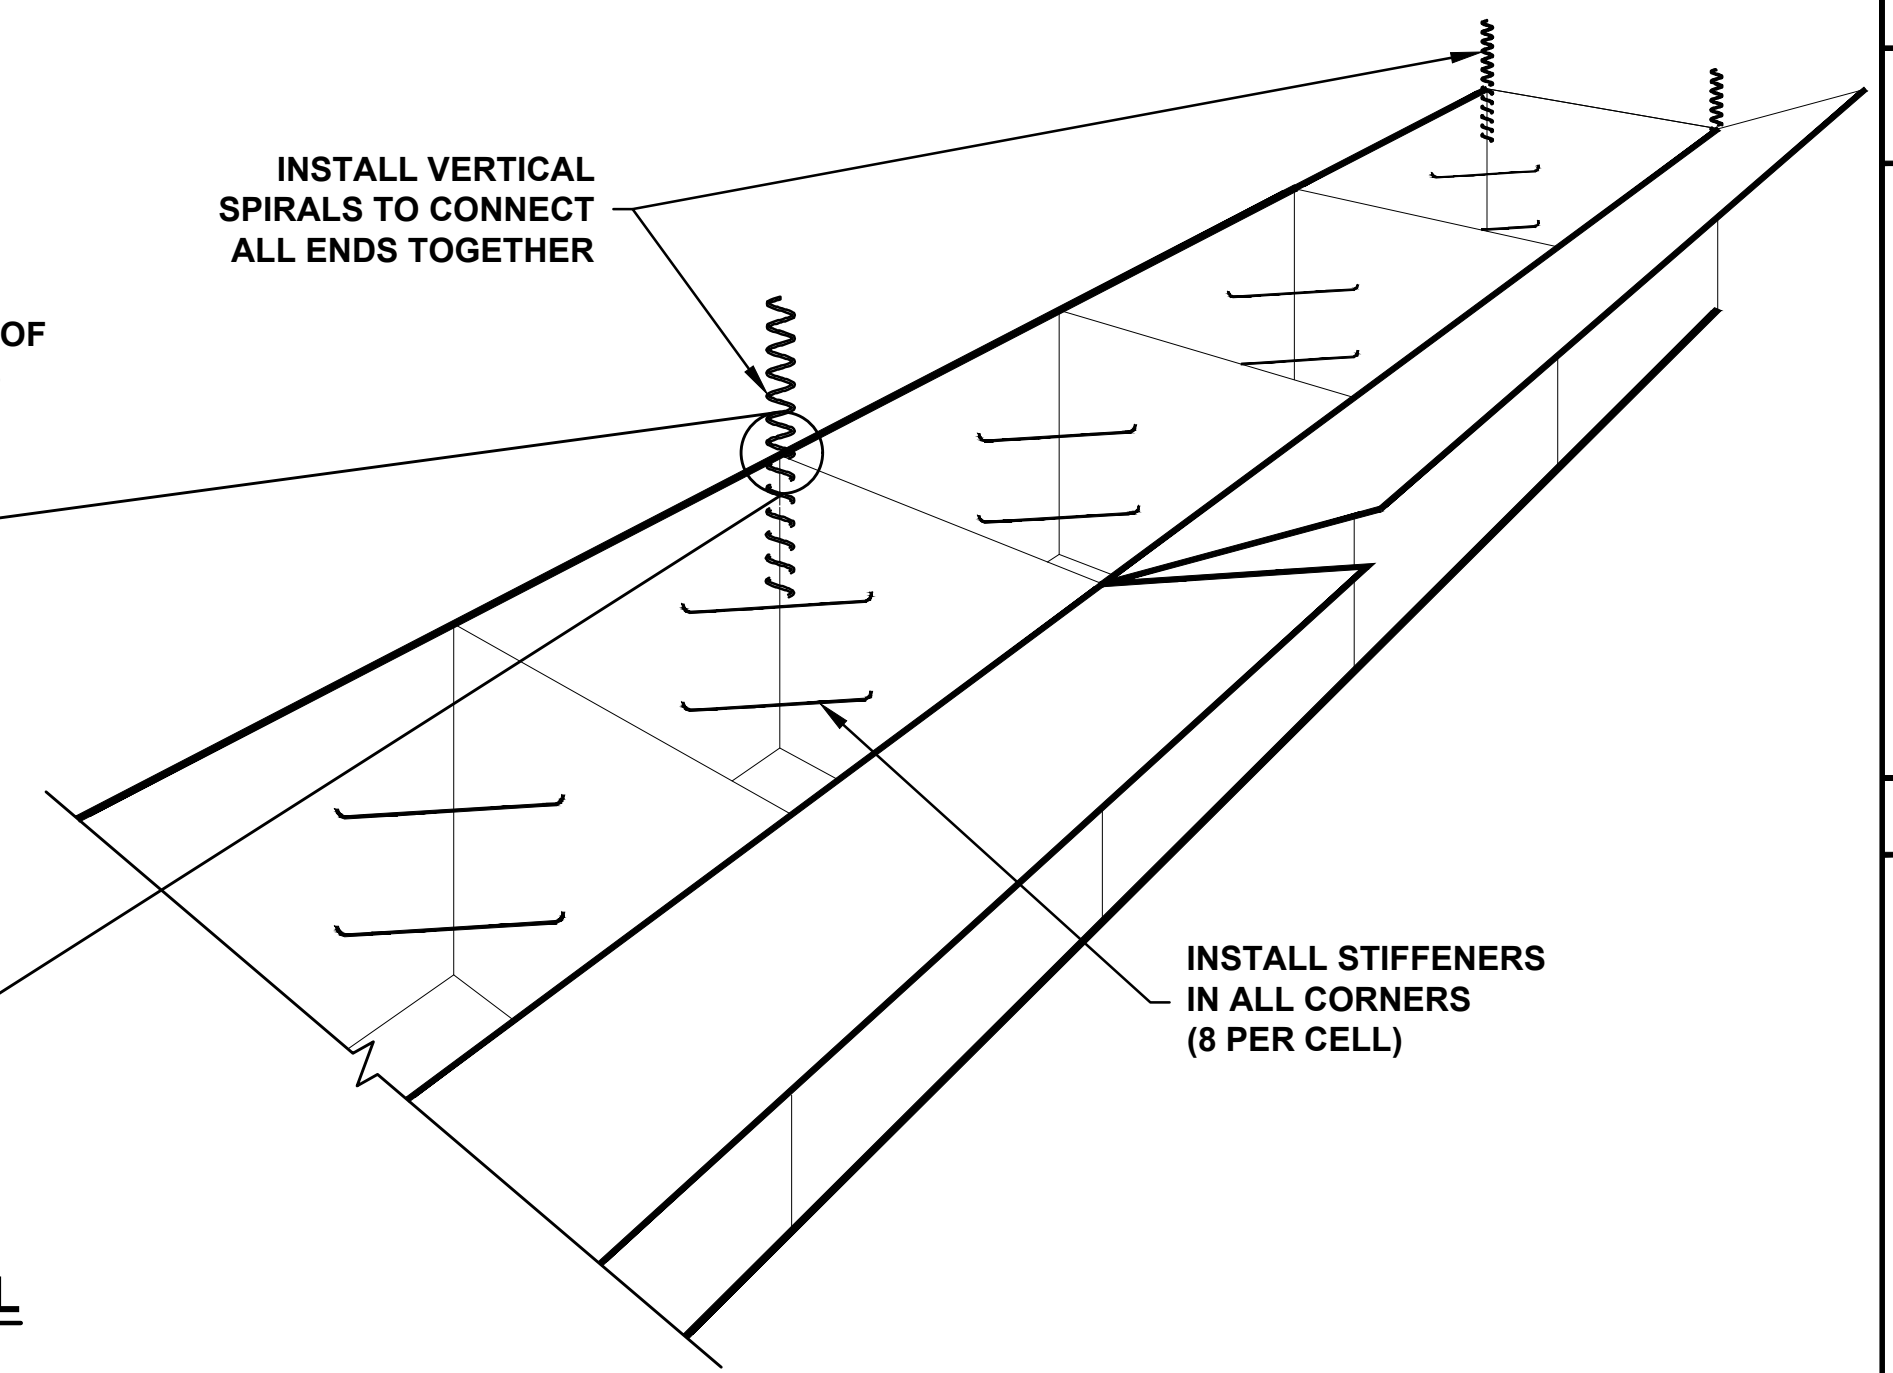 INSTALL VERTICAL
SPIRALS TO CONNECT
ALL ENDS TOGETHER
OF
INSTALL STIFFENERS
IN ALL CORNERS
(8 PER CELL)
L